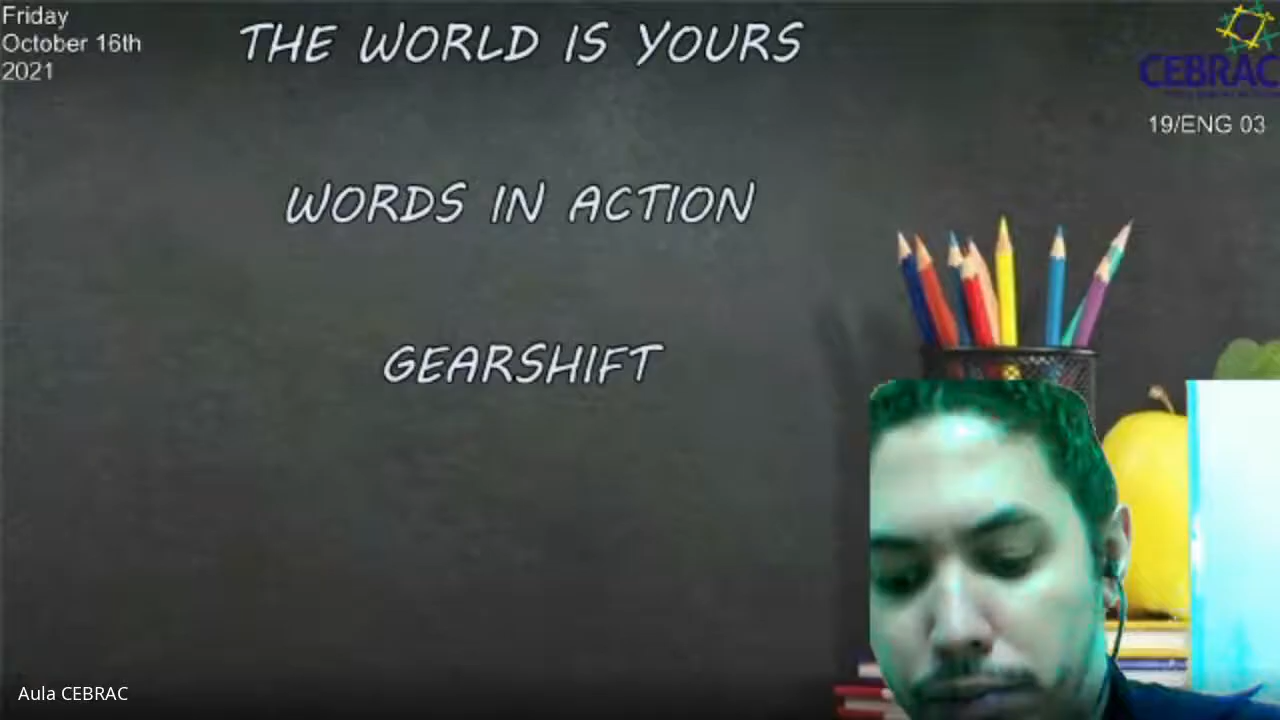 Friday
October 16th
2021
THE WORLD IS YOURS
CEBRAC
19/ENG 03
WORDS IN ACTION
GEARSHIFT
Aula CEBRAC